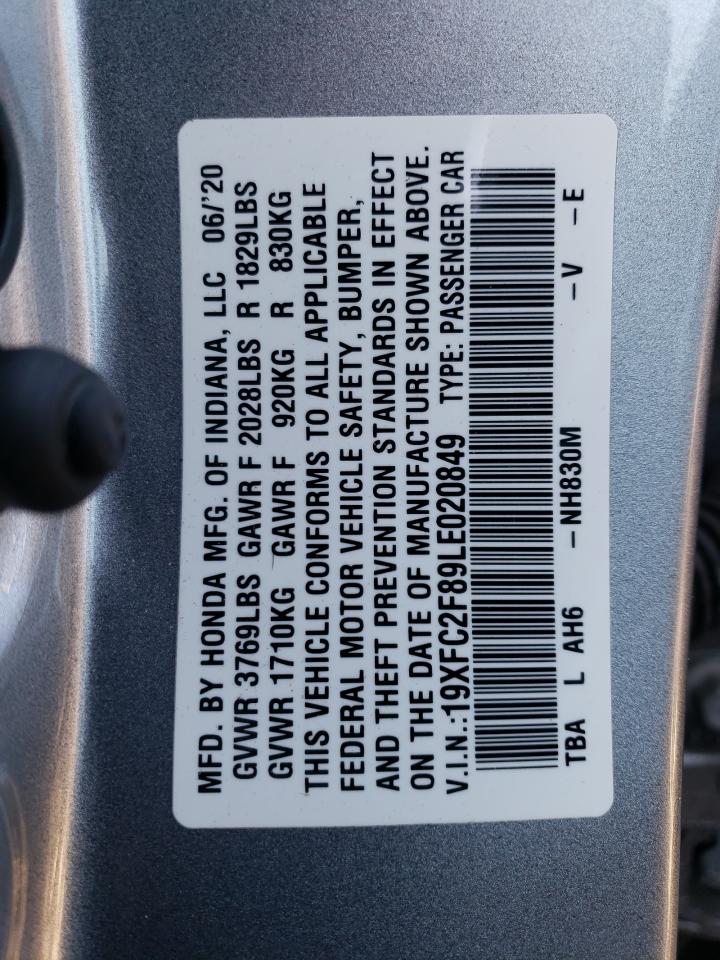 MFD. BY HONDA MFG. OF INDIANA, LLC 06/'20
GVWR 3769LBS GAWR F 2028LBS R 1829LBS
GVWR 1710KG GAWR F 920KG R 830KG
THIS VEHICLE CONFORMS TO ALL APPLICABLE
FEDERAL MOTOR VEHICLE SAFETY, BUMPER,
AND THEFT PREVENTION STANDARDS IN EFFECT
ON THE DATE OF MANUFACTURE SHOWN ABOVE.
V.I.N.:19XFC2F89LE020849 TYPE: PASSENGER CAR
TBA L AH6 -NH830M -V -E